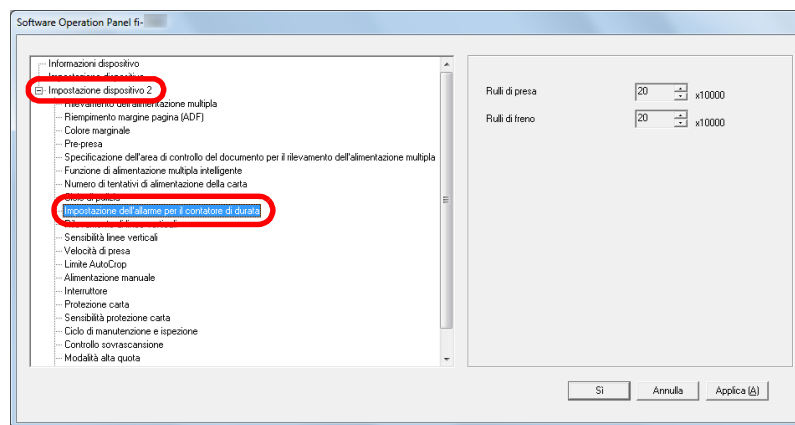 Software Operation Panel fi-
Informazioni dispositivo
Impostazione dispositivo
Impostazione dispositivo 2
Rilevamento dell'alimentazione multipla
Riempimento margine pagina (ADF)
Colore marginale
Pre-presa
Specificazione dell'area di controllo del documento per il rilevamento dell'alimentazione multipla
Funzione di alimentazione multipla intelligente
Numero di tentativi di alimentazione della carta
Ciclo di pulizia
Impostazione dell'allarme per il contatore di durata
Rilevamento di linee verticali
Sensibilità linee verticali
Velocità di presa
Limite AutoCrop
Alimentazione manuale
Interruttore
Protezione carta
Sensibilità protezione carta
Ciclo di manutenzione e ispezione
Controllo sovrascansione
Modalità alta quota
Rulli di presa 20 x10000
Rulli di freno 20 x10000
Sì Annulla Applica (A)